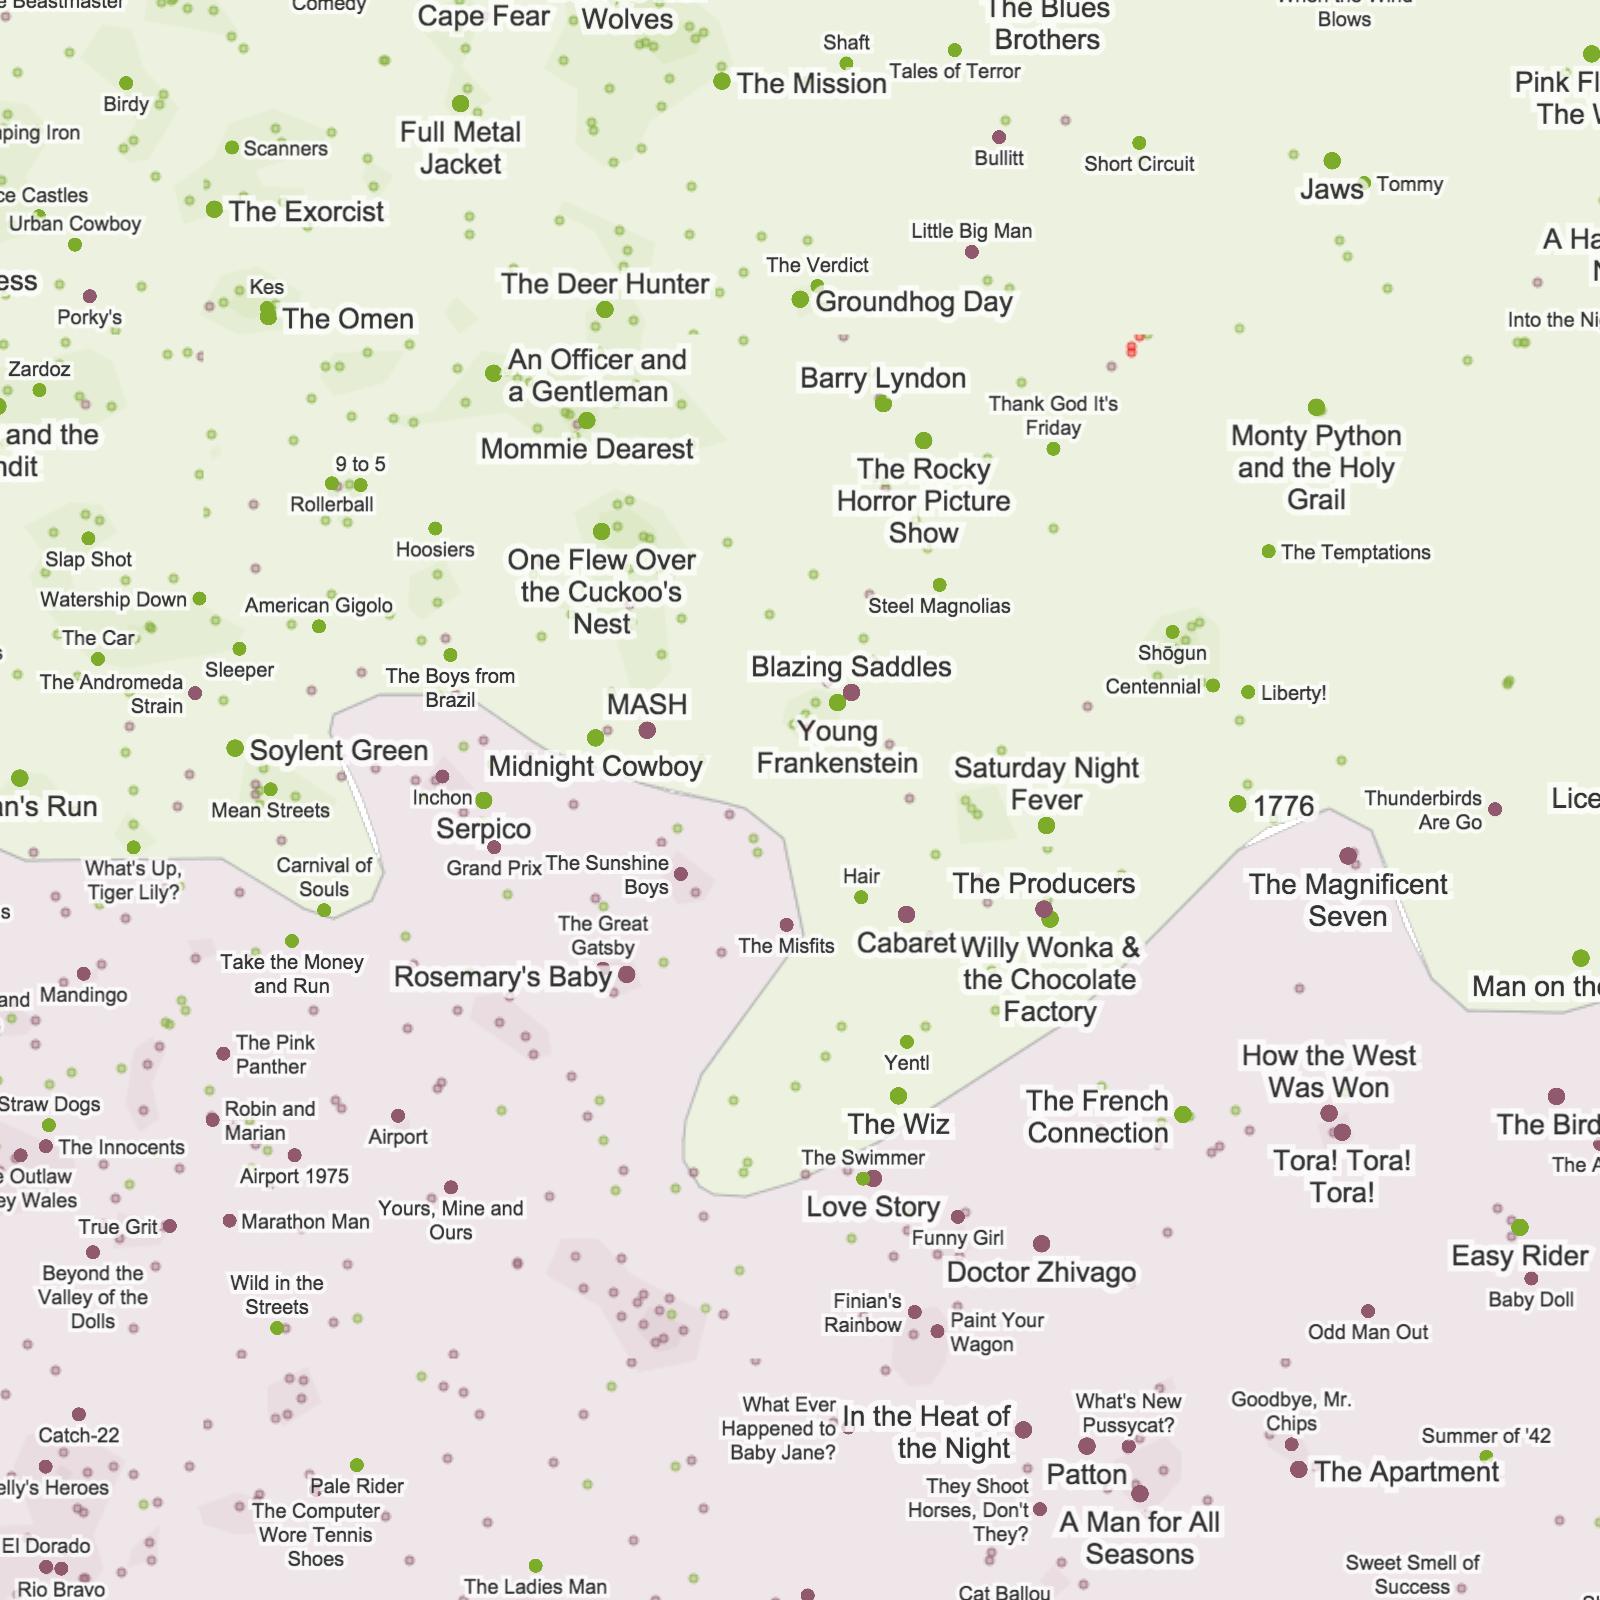 Beastmaster
Comedy
Cape Fear
Wolves
The Blues
Brothers
When the Wind
Blows
Shaft
Tales of Terror
The Mission
Pink Fl
The W
Birdy
ping Iron
Scanners
Full Metal
Jacket
Bullitt
Short Circuit
Jaws
Tommy
ce Castles
Urban Cowboy
The Exorcist
Little Big Man
A Ha
N
ess
Porky's
Kes
The Omen
The Deer Hunter
The Verdict
Groundhog Day
Into the Ni
Zardoz
An Officer and
a Gentleman
Barry Lyndon
Thank God It's
Friday
and the
ndit
Mommie Dearest
Monty Python
and the Holy
Grail
9 to 5
Rollerball
The Rocky
Horror Picture
Show
Slap Shot
Hoosiers
One Flew Over
the Cuckoo's
Nest
The Temptations
Watership Down
American Gigolo
Steel Magnolias
The Car
Sleeper
The Andromeda
Strain
The Boys from
Brazil
Blazing Saddles
Shōgun
Centennial
Liberty!
MASH
Soylent Green
Midnight Cowboy
Young
Frankenstein
Saturday Night
Fever
n's Run
Mean Streets
Inchon
Serpico
1776
Thunderbirds
Are Go
Lice
What's Up,
Tiger Lily?
Carnival of
Souls
Grand Prix
The Sunshine
Boys
Hair
The Producers
The Magnificent
Seven
s
The Great
Gatsby
The Misfits
Cabaret
Willy Wonka &
the Chocolate
Factory
Take the Money
and Run
Rosemary's Baby
Man on the
and
Mandingo
The Pink
Panther
Yentl
How the West
Was Won
Straw Dogs
Robin and
Marian
Airport
The Wiz
The French
Connection
The Bird
The Innocents
Airport 1975
The Swimmer
Tora! Tora!
Tora!
The A
Outlaw
ey Wales
True Grit
Marathon Man
Yours, Mine and
Ours
Love Story
Funny Girl
Easy Rider
Beyond the
Valley of the
Dolls
Wild in the
Streets
Doctor Zhivago
Baby Doll
Finian's
Rainbow
Paint Your
Wagon
Odd Man Out
Catch-22
What Ever
Happened to
Baby Jane?
In the Heat of
the Night
What's New
Pussycat?
Goodbye, Mr.
Chips
Summer of '42
elly's Heroes
Pale Rider
Patton
The Apartment
The Computer
Wore Tennis
Shoes
They Shoot
Horses, Don't
They?
A Man for All
Seasons
El Dorado
Rio Bravo
The Ladies Man
Cat Ballou
Sweet Smell of
Success